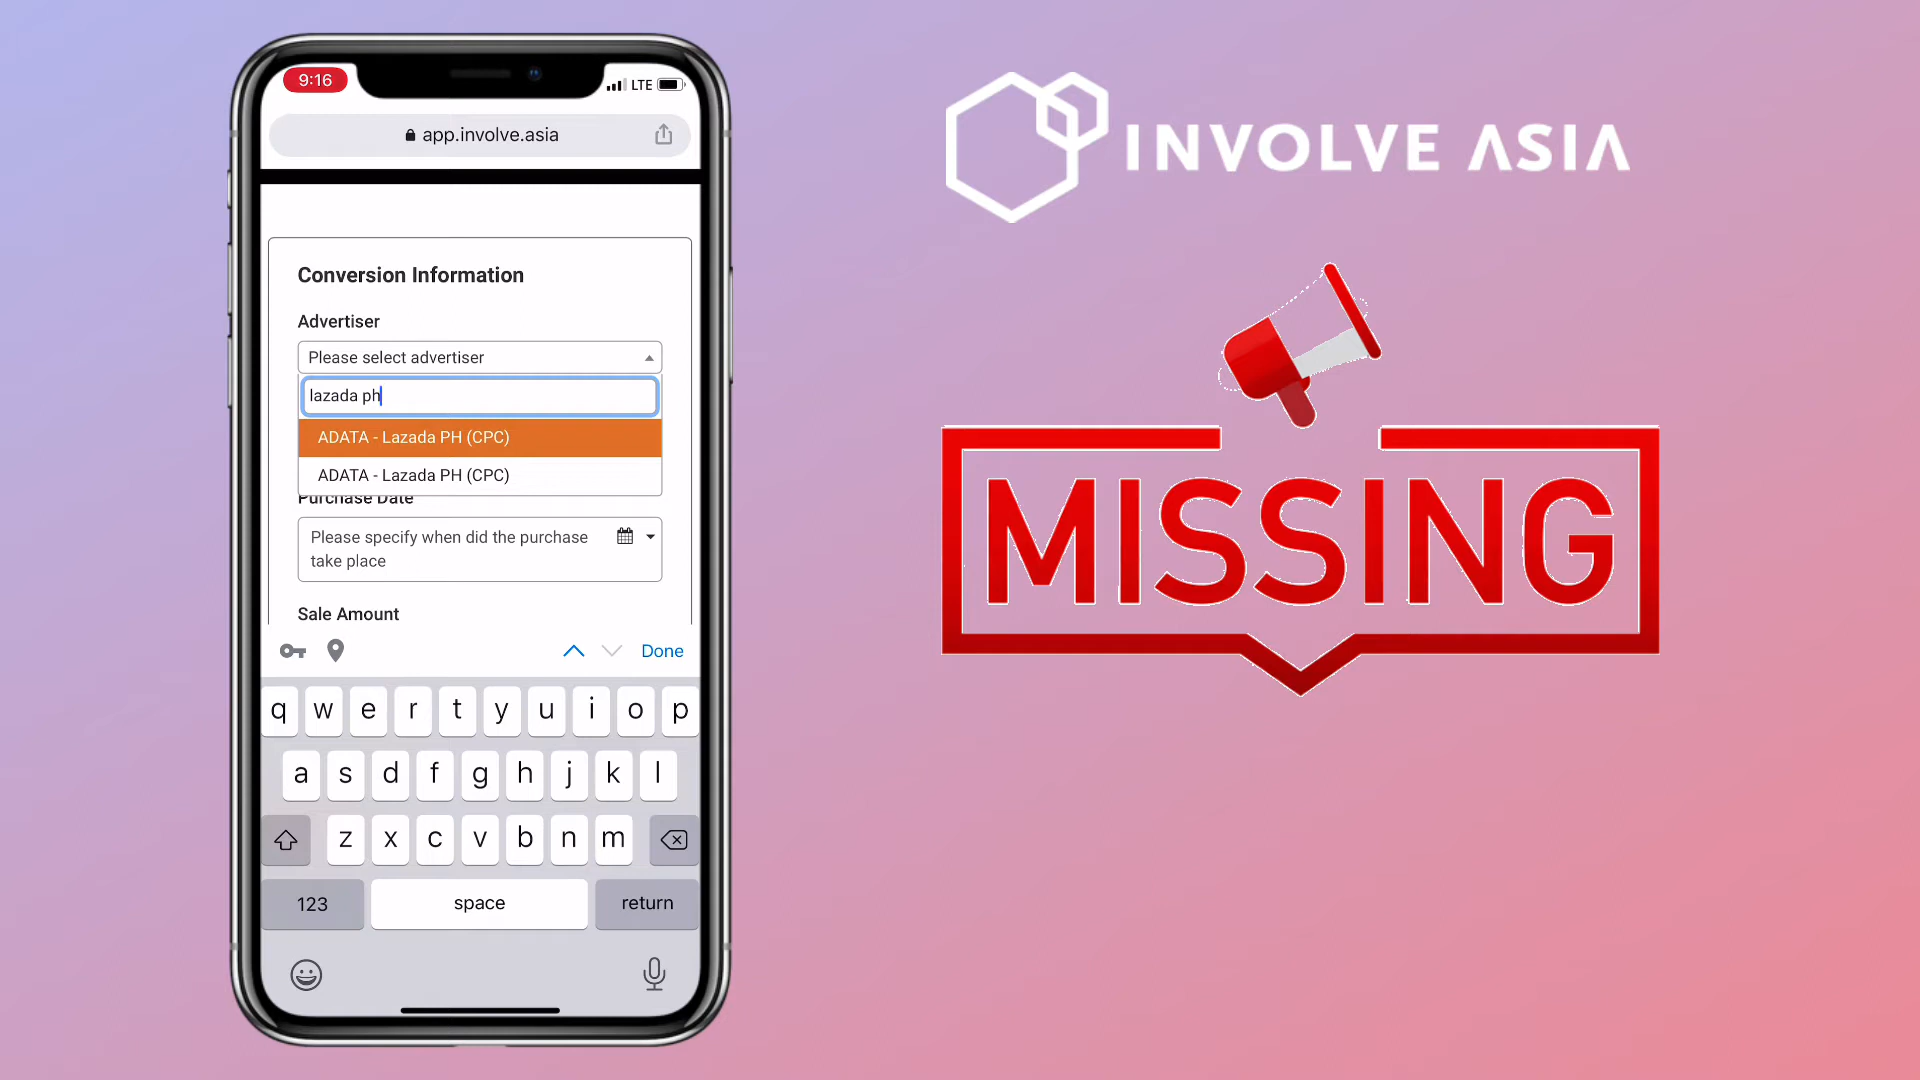 9:16
LTE
app.involve.asia
Conversion Information
Advertiser
Please select advertiser
lazada ph
ADATA - Lazada PH (CPC)
ADATA - Lazada PH (CPC)
Purchase Date
Please specify when did the purchase
take place
Sale Amount
Done
q w e r t y u i o p
a s d f g h j k l
z x c v b n m
123 space return
INVOLVE ASIA
MISSING